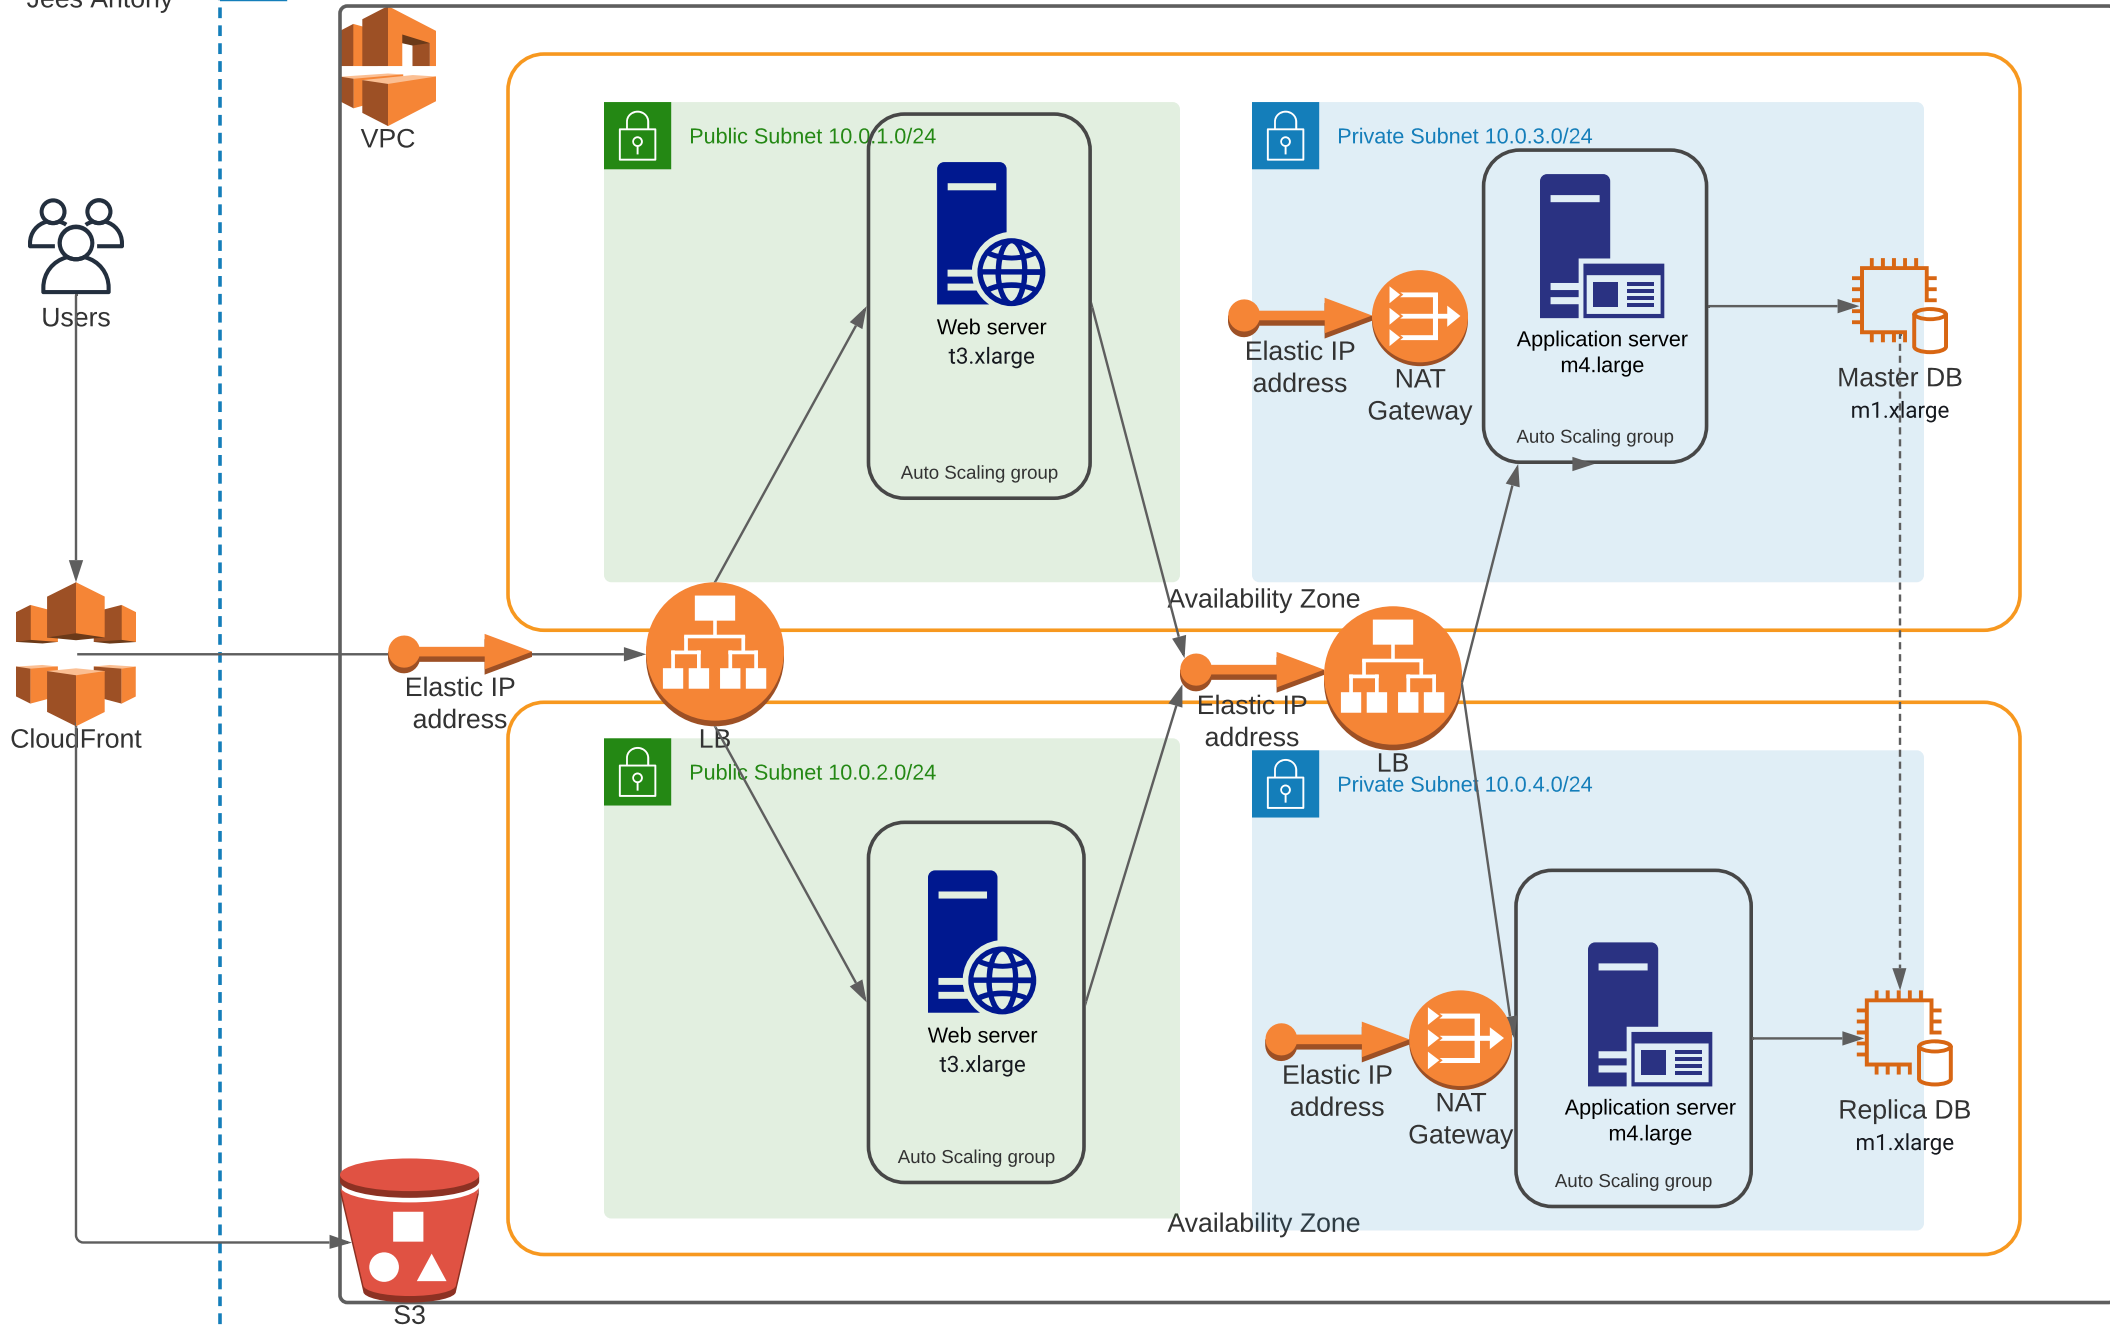 Jees Antony
VPC
Users
CloudFront
Elastic IP
address
LB
S3
Public Subnet 10.0.1.0/24
Web server
t3.xlarge
Auto Scaling group
Private Subnet 10.0.3.0/24
Elastic IP
address
NAT
Gateway
Application server
m4.large
Auto Scaling group
Master DB
m1.xlarge
Availability Zone
Elastic IP
address
LB
Public Subnet 10.0.2.0/24
Web server
t3.xlarge
Auto Scaling group
Private Subnet 10.0.4.0/24
Elastic IP
address
NAT
Gateway
Application server
m4.large
Auto Scaling group
Replica DB
m1.xlarge
Availability Zone